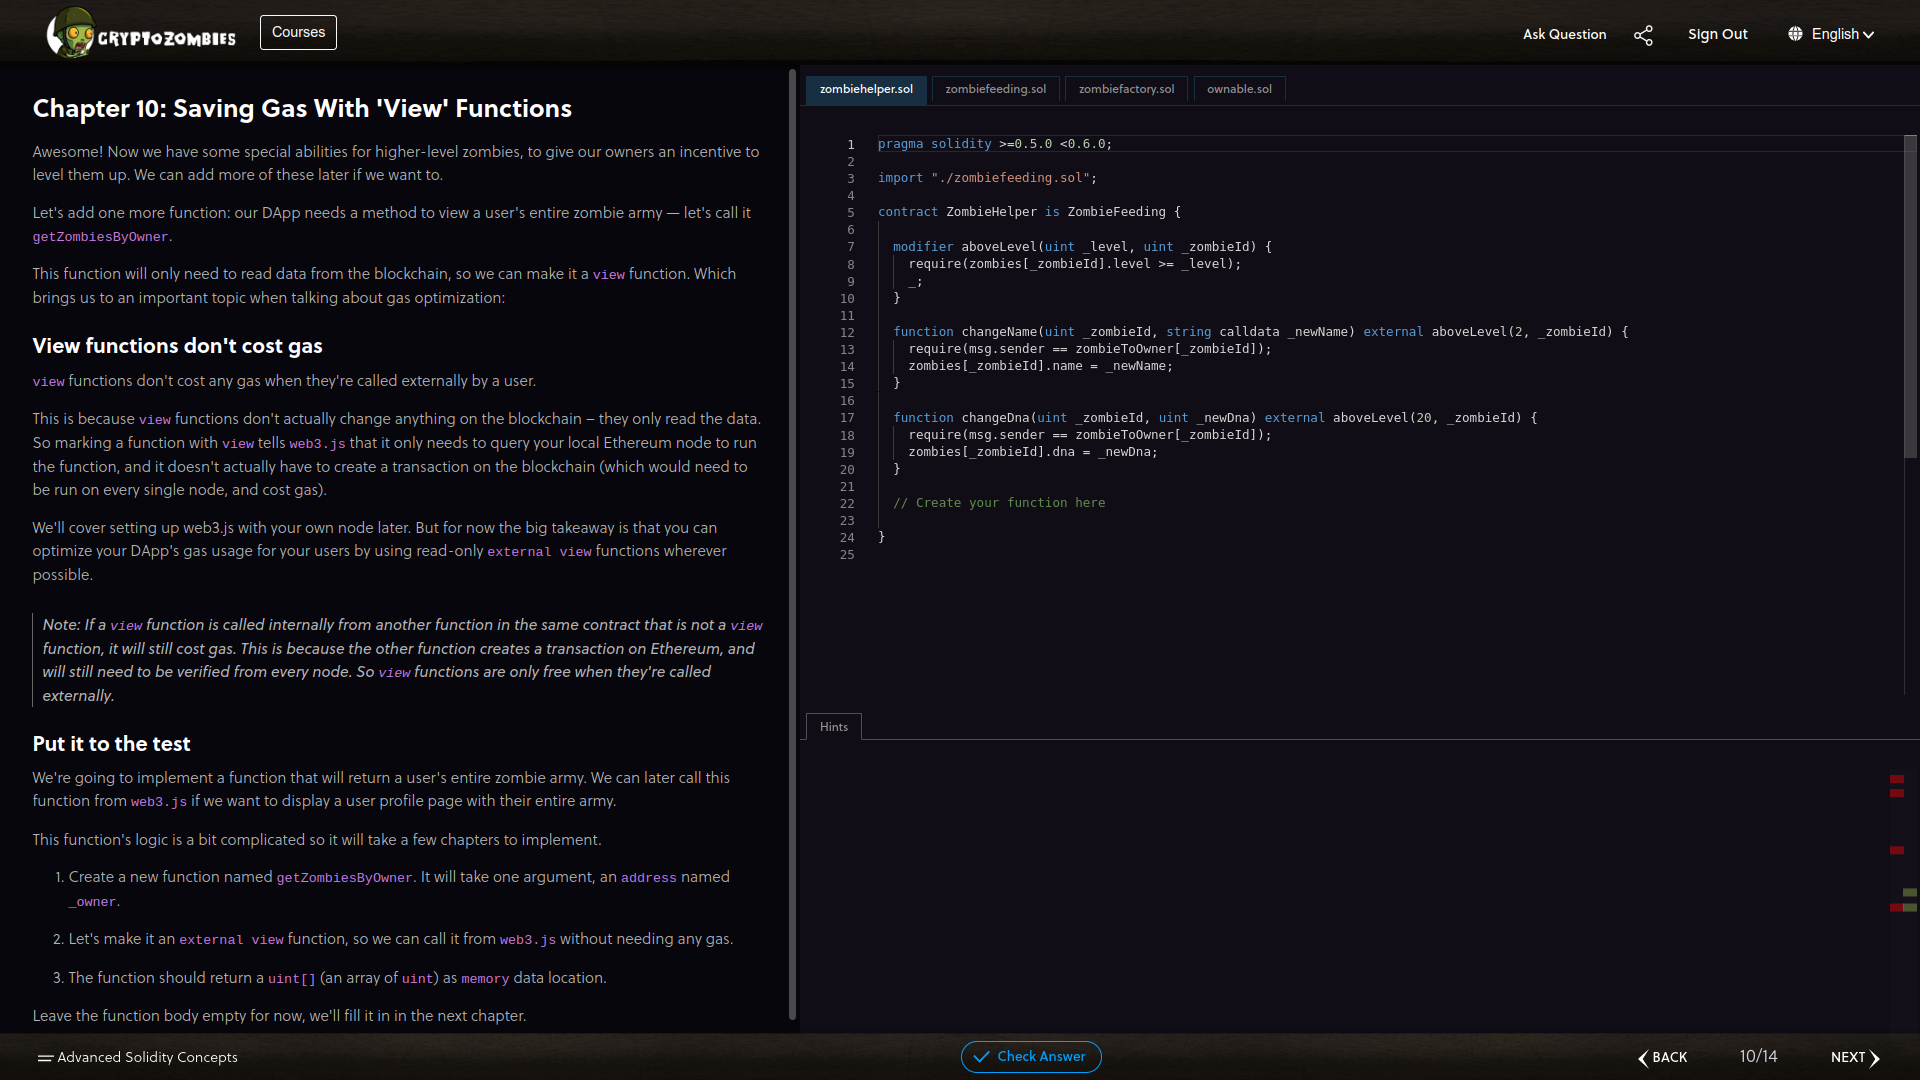 CRYPTOZOMBIES
Courses
Ask Question
Sign Out
English
Chapter 10: Saving Gas With 'View' Functions
Awesome! Now we have some special abilities for higher-level zombies, to give our owners an incentive to
level them up. We can add more of these later if we want to.
Let's add one more function: our DApp needs a method to view a user's entire zombie army — let's call it
getZombiesByOwner.
This function will only need to read data from the blockchain, so we can make it a view function. Which
brings us to an important topic when talking about gas optimization:
View functions don't cost gas
view functions don't cost any gas when they're called externally by a user.
This is because view functions don't actually change anything on the blockchain – they only read the data.
So marking a function with view tells web3.js that it only needs to query your local Ethereum node to run
the function, and it doesn't actually have to create a transaction on the blockchain (which would need to
be run on every single node, and cost gas).
We'll cover setting up web3.js with your own node later. But for now the big takeaway is that you can
optimize your DApp's gas usage for your users by using read-only external view functions wherever
possible.
Note: If a view function is called internally from another function in the same contract that is not a view
function, it will still cost gas. This is because the other function creates a transaction on Ethereum, and
will still need to be verified from every node. So view functions are only free when they're called
externally.
Put it to the test
We're going to implement a function that will return a user's entire zombie army. We can later call this
function from web3.js if we want to display a user profile page with their entire army.
This function's logic is a bit complicated so it will take a few chapters to implement.
1. Create a new function named getZombiesByOwner. It will take one argument, an address named
_owner.
2. Let's make it an external view function, so we can call it from web3.js without needing any gas.
3. The function should return a uint[] (an array of uint) as memory data location.
Leave the function body empty for now, we'll fill it in in the next chapter.
zombiehelper.sol
zombiefeeding.sol
zombiefactory.sol
ownable.sol
1 pragma solidity >=0.5.0 <0.6.0;
2
3 import "./zombiefeeding.sol";
4
5 contract ZombieHelper is ZombieFeeding {
6
7 modifier aboveLevel(uint _level, uint _zombieId) {
8 require(zombies[_zombieId].level >= _level);
9 _;
10 }
11
12 function changeName(uint _zombieId, string calldata _newName) external aboveLevel(2, _zombieId) {
13 require(msg.sender == zombieToOwner[_zombieId]);
14 zombies[_zombieId].name = _newName;
15 }
16
17 function changeDna(uint _zombieId, uint _newDna) external aboveLevel(20, _zombieId) {
18 require(msg.sender == zombieToOwner[_zombieId]);
19 zombies[_zombieId].dna = _newDna;
20 }
21
22 // Create your function here
23
24 }
25
Hints
Advanced Solidity Concepts
Check Answer
BACK
10/14
NEXT